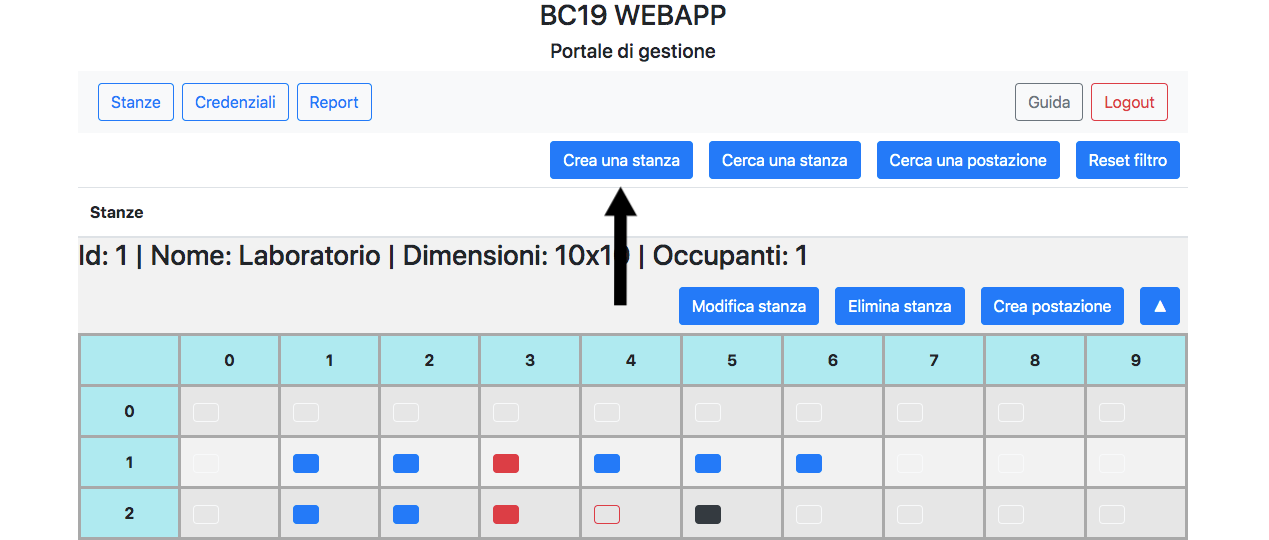 BC19 WEBAPP
Portale di gestione
Stanze Credenziali Report Guida Logout
Crea una stanza Cerca una stanza Cerca una postazione Reset filtro
Stanze
Id: 1 | Nome: Laboratorio | Dimensioni: 10x10 | Occupanti: 1
Modifica stanza Elimina stanza Crea postazione ▲
0 1 2 3 4 5 6 7 8 9
0
1
2